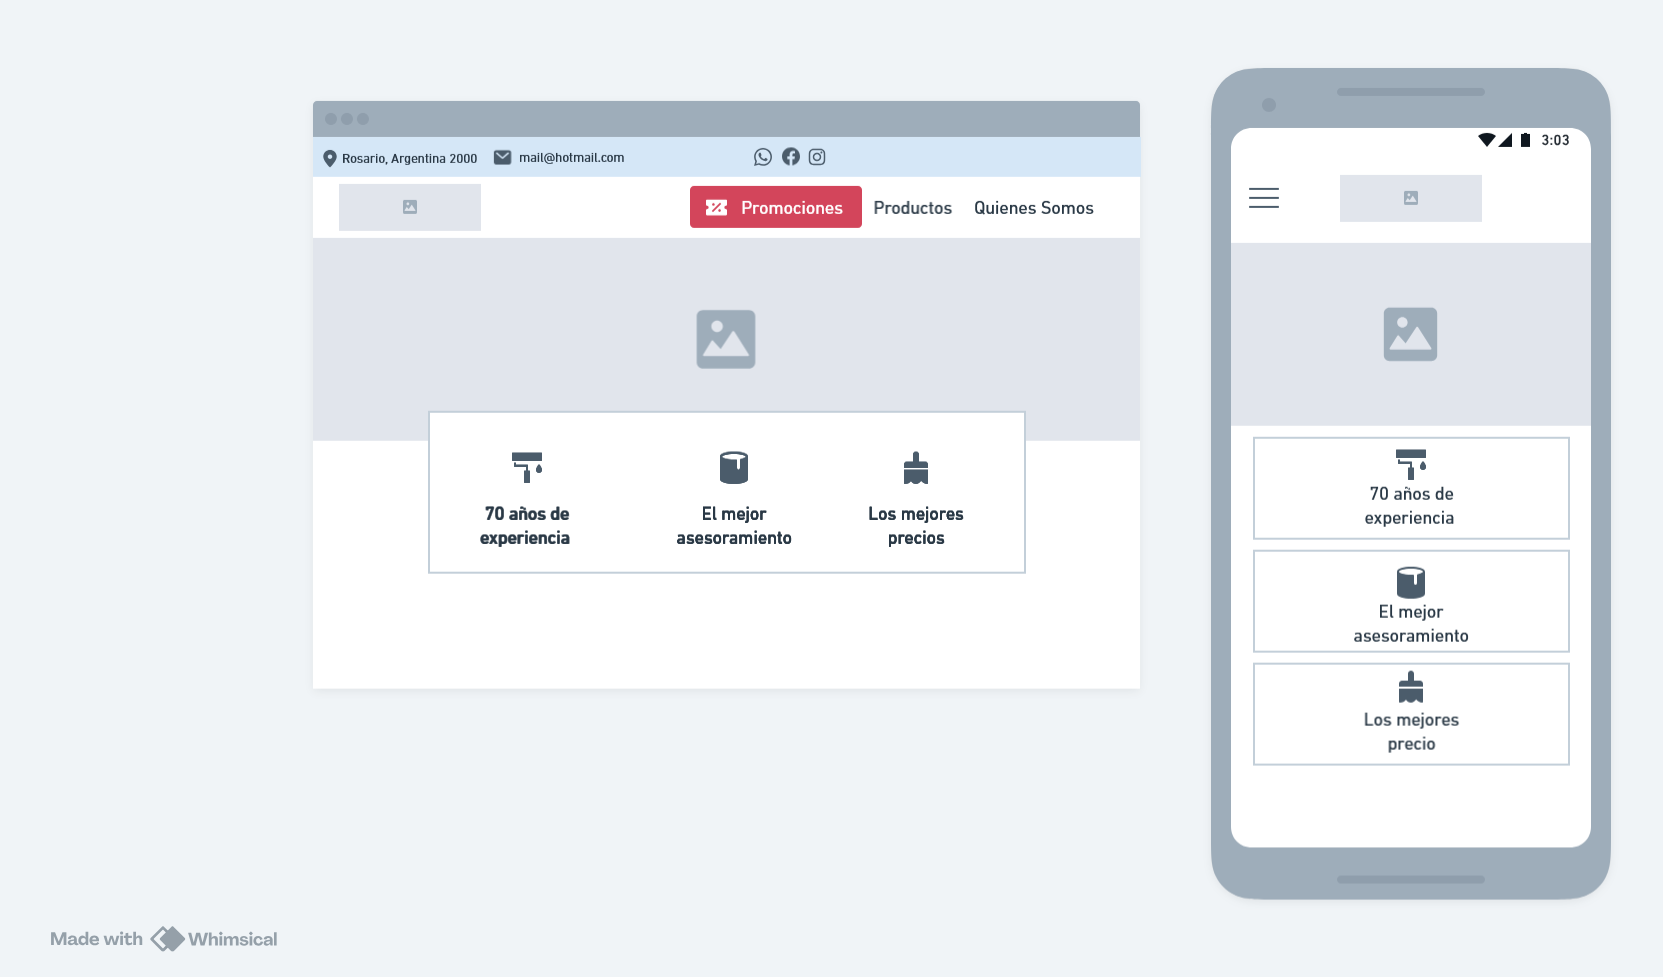 Rosario, Argentina 2000
mail@hotmail.com
Promociones
Productos
Quienes Somos
70 años de
experiencia
El mejor
asesoramiento
Los mejores
precios
3:03
70 años de
experiencia
El mejor
asesoramiento
Los mejores
precio
Made with Whimsical